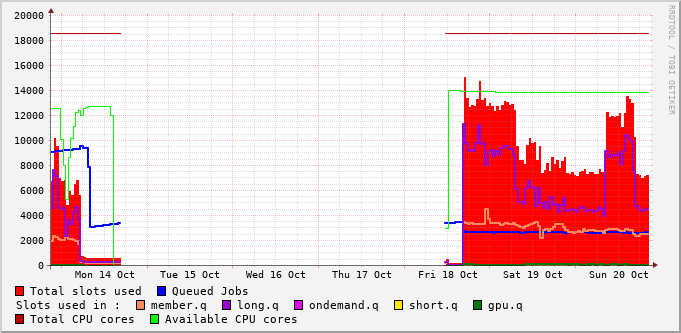 20000
18000
16000
14000
12000
10000
8000
6000
4000
2000
0
Mon 14 Oct Tue 15 Oct Wed 16 Oct Thu 17 Oct Fri 18 Oct Sat 19 Oct Sun 20 Oct
RRDTOOL / TOBI OETIKER
Total slots used Queued Jobs
Slots used in : member.q long.q ondemand.q short.q gpu.q
Total CPU cores Available CPU cores